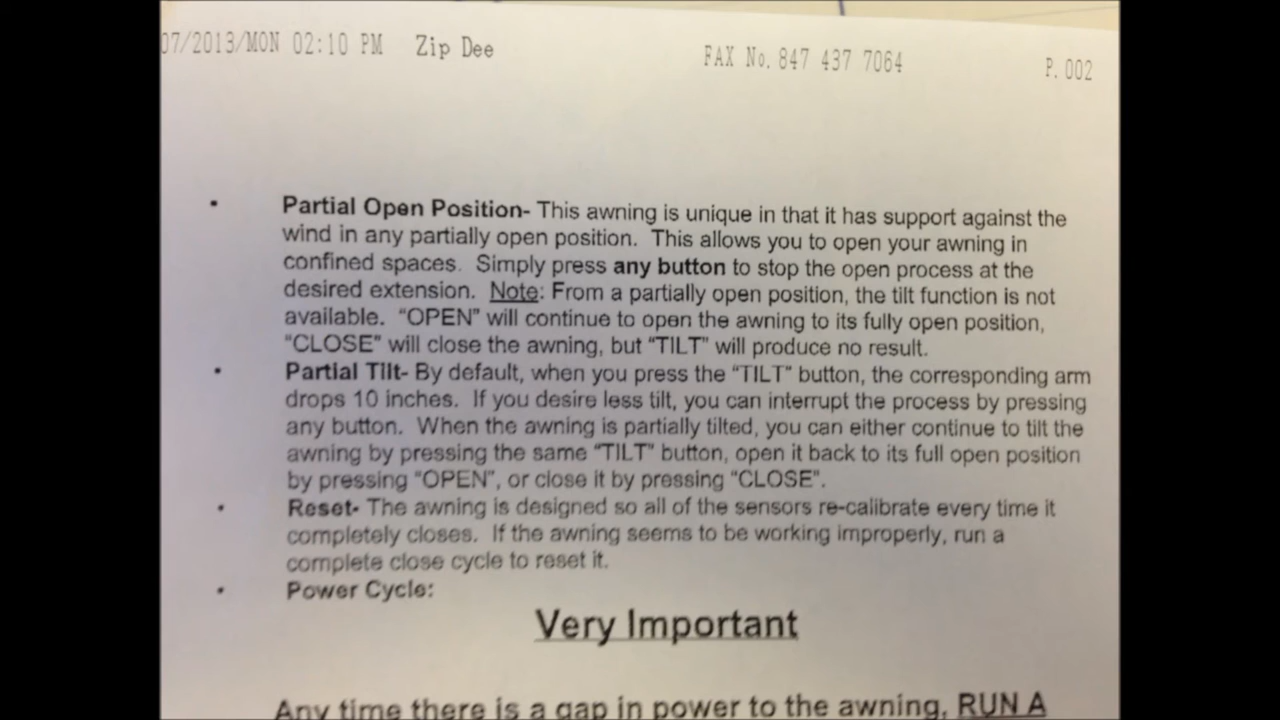 07/2013/MON 02:10 PM Zip Dee FAX No. 847 437 7064 P. 002
• Partial Open Position- This awning is unique in that it has support against the
wind in any partially open position. This allows you to open your awning in
confined spaces. Simply press any button to stop the open process at the
desired extension. Note: From a partially open position, the tilt function is not
available. “OPEN” will continue to open the awning to its fully open position,
“CLOSE” will close the awning, but “TILT” will produce no result.
• Partial Tilt- By default, when you press the “TILT” button, the corresponding arm
drops 10 inches. If you desire less tilt, you can interrupt the process by pressing
any button. When the awning is partially tilted, you can either continue to tilt the
awning by pressing the same “TILT” button, open it back to its full open position
by pressing “OPEN”, or close it by pressing “CLOSE”.
• Reset- The awning is designed so all of the sensors re-calibrate every time it
completely closes. If the awning seems to be working improperly, run a
complete close cycle to reset it.
• Power Cycle:
Very Important
Any time there is a gap in power to the awning, RUN A